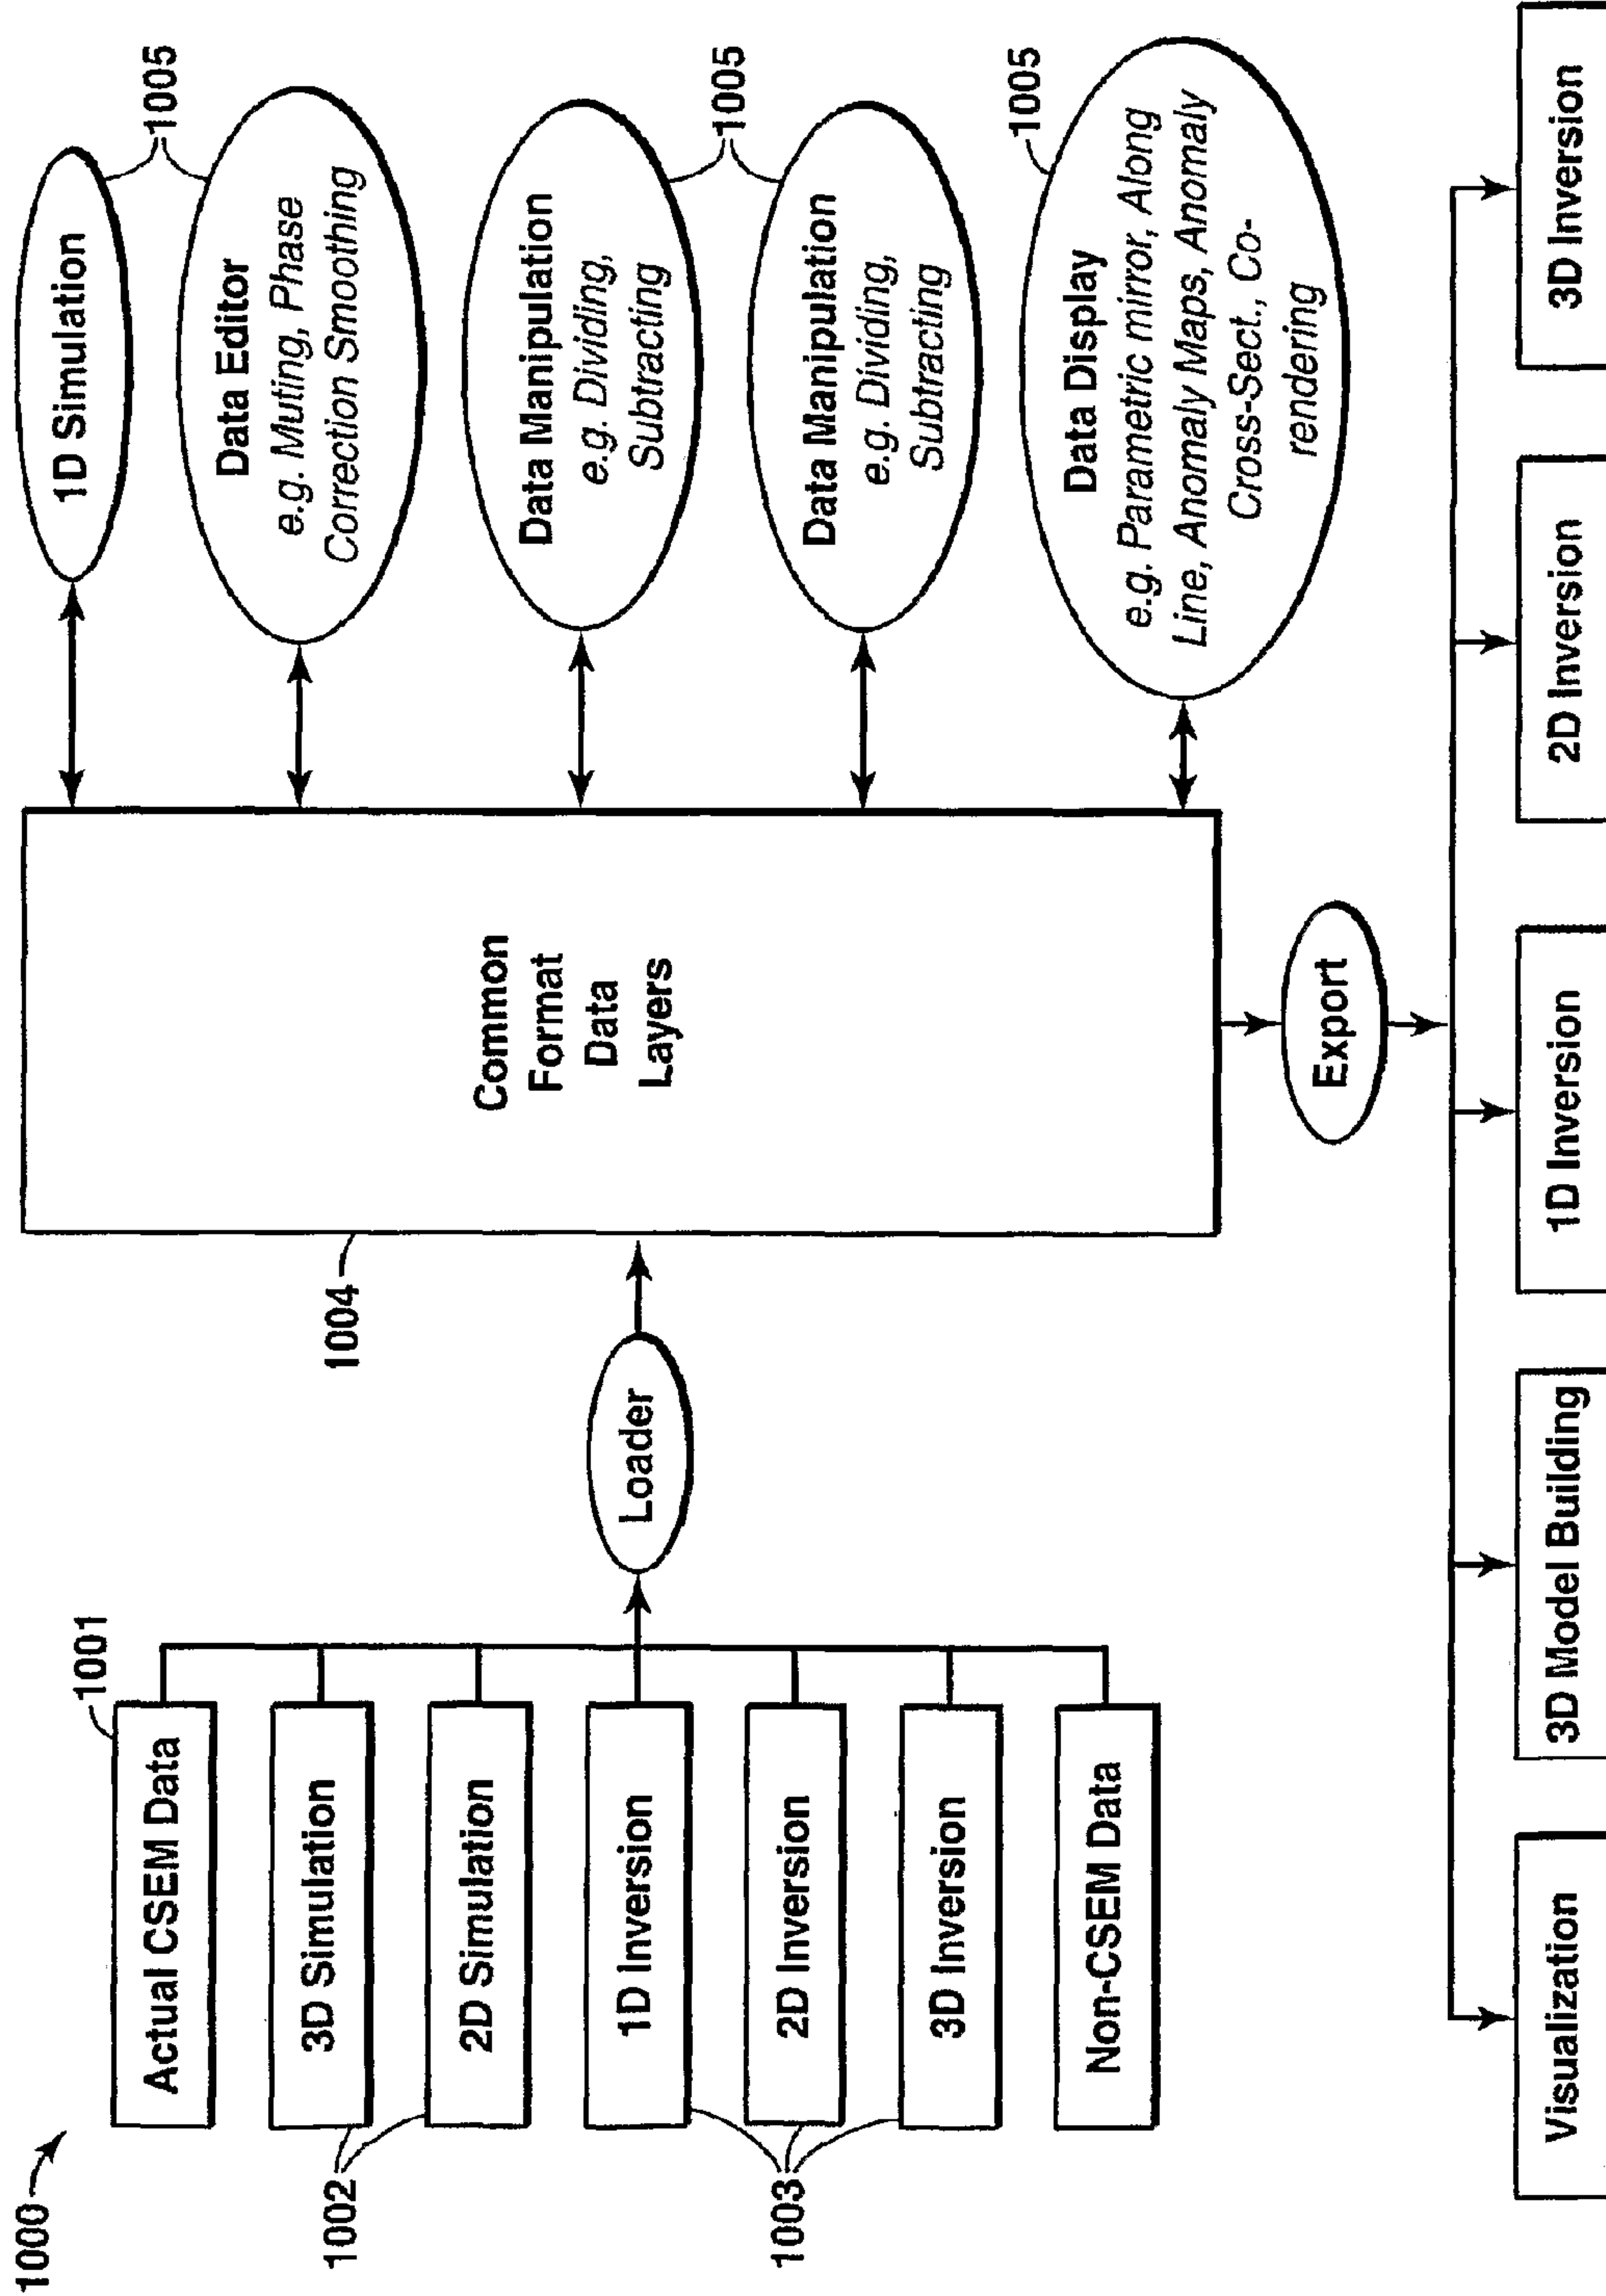 1000
1001
Actual CSEM Data
3D Simulation
2D Simulation
1002
1D Inversion
2D Inversion
3D Inversion
1003
Non-CSEM Data
Loader
1004
Common
Format
Data
Layers
1D Simulation
1005
Data Editor
e.g. Muting, Phase
Correction Smoothing
Data Manipulation
e.g. Dividing,
Subtracting
1005
Data Manipulation
e.g. Dividing,
Subtracting
1005
Data Display
e.g. Parametric mirror, Along
Line, Anomaly Maps, Anomaly
Cross-Sect., Co-
rendering
Export
Visualization
3D Model Building
1D Inversion
2D Inversion
3D Inversion